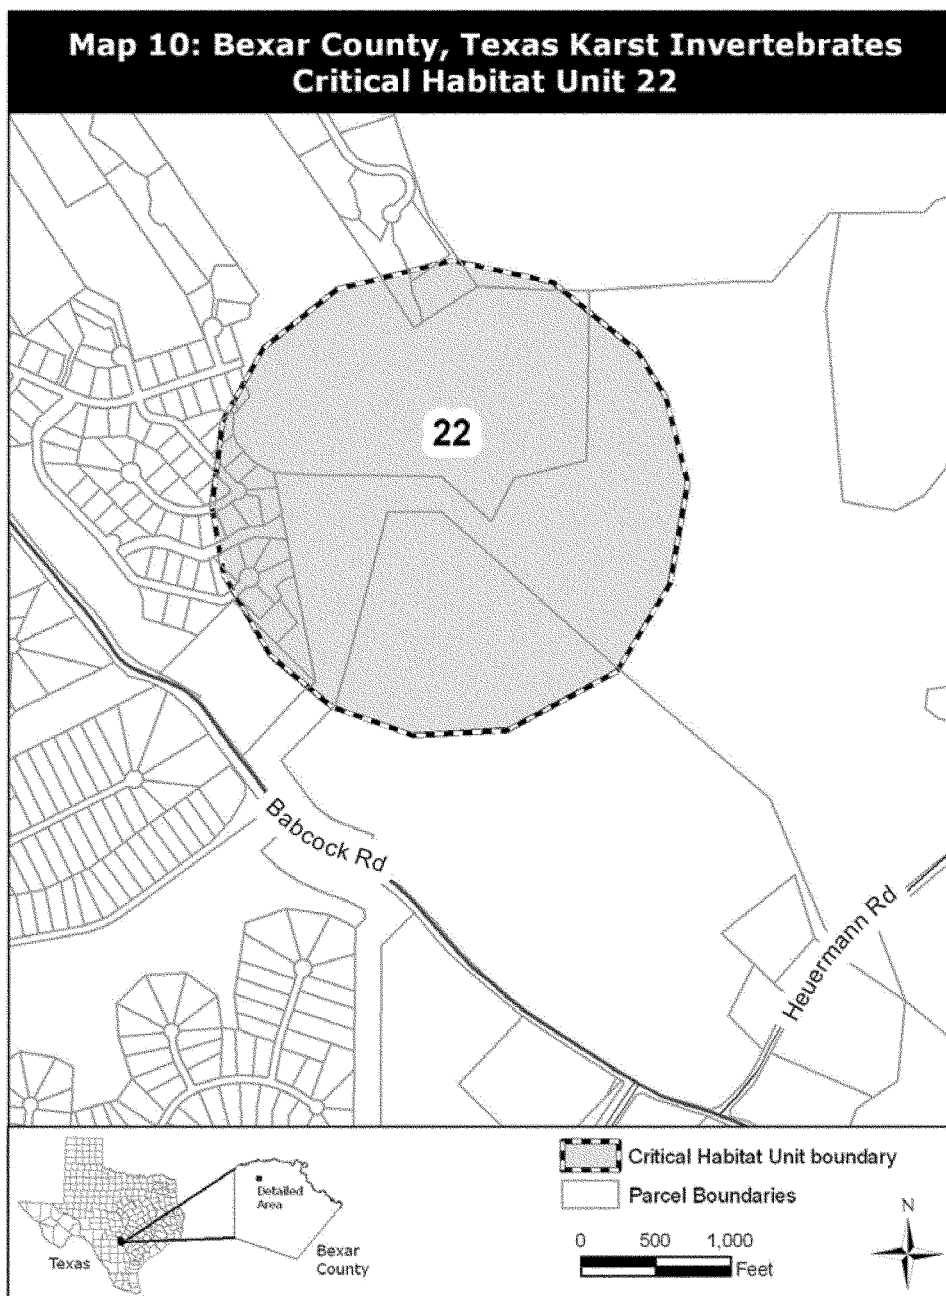 Map 10: Bexar County, Texas Karst Invertebrates
Critical Habitat Unit 22
22
Babcock Rd
Heuermann Rd
Texas
Detailed
Area
Bexar
County
Critical Habitat Unit boundary
Parcel Boundaries
0 500 1,000
Feet
N